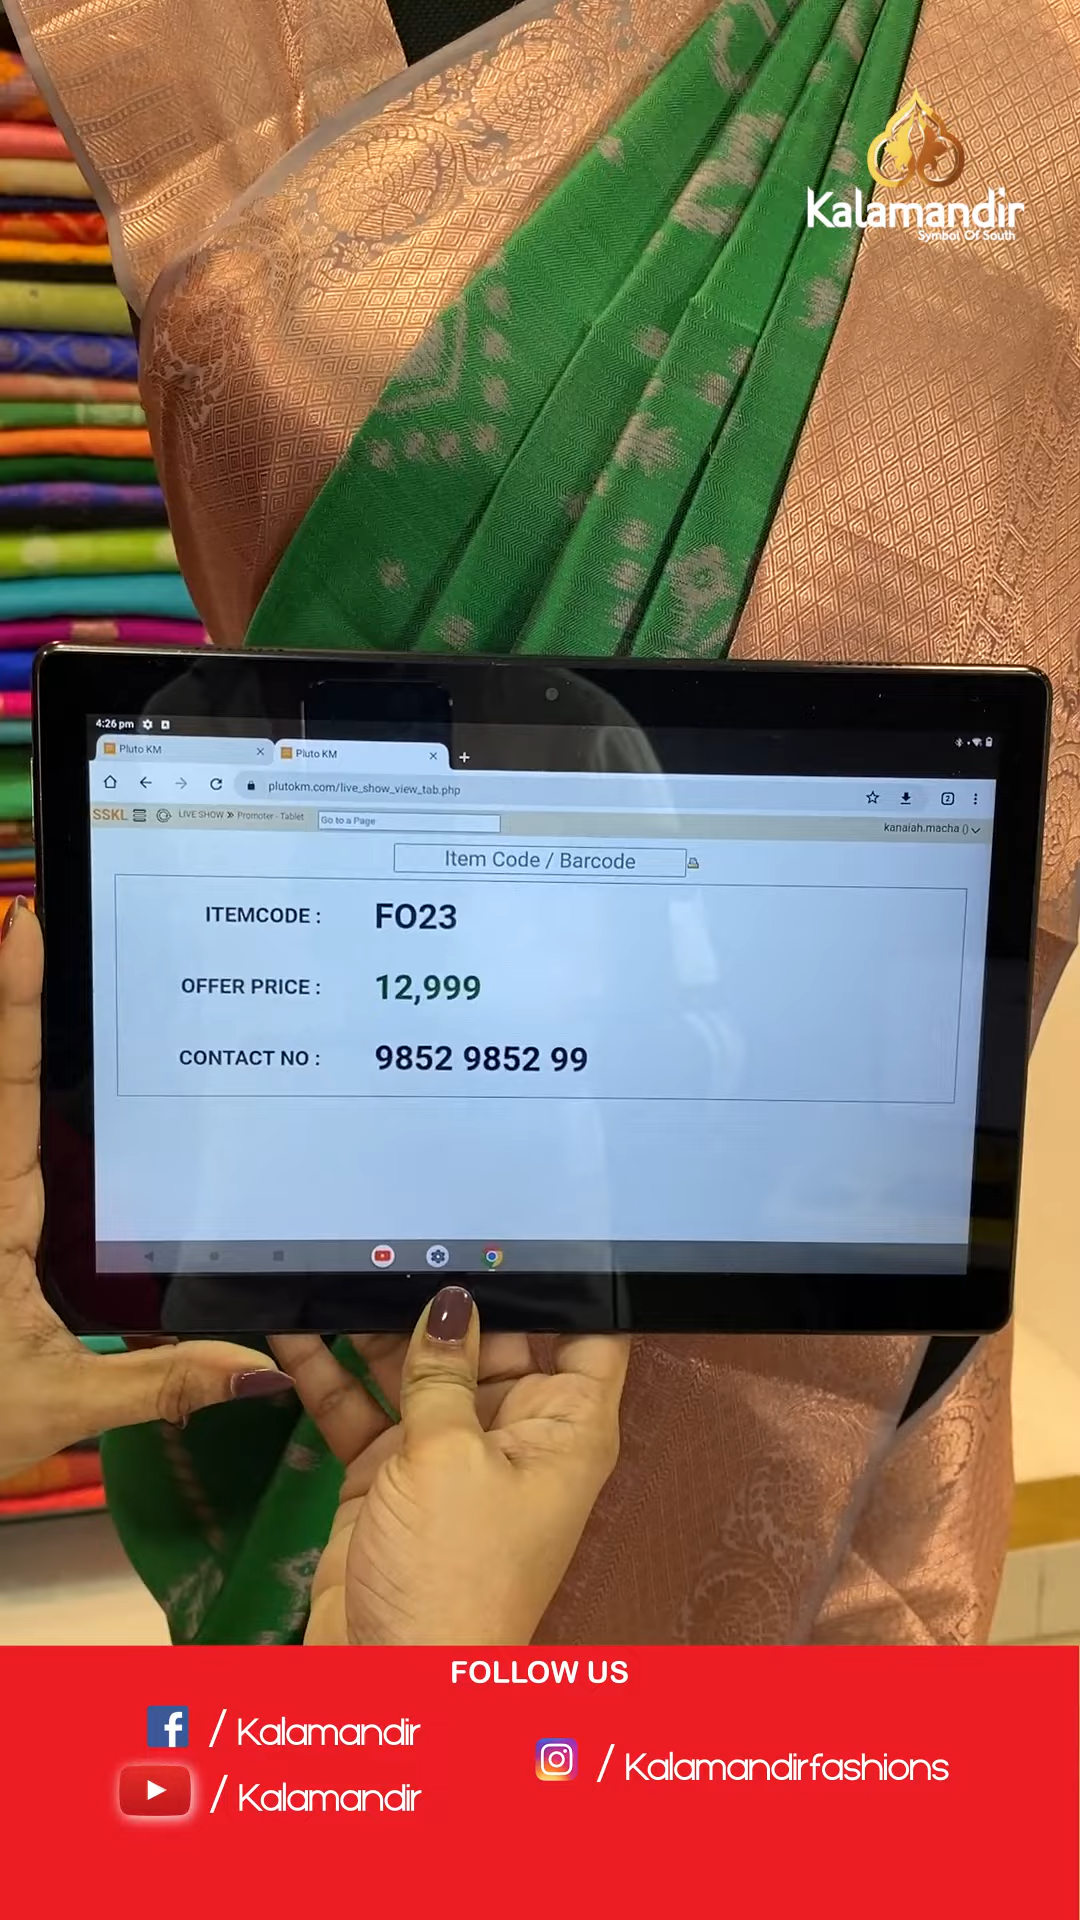 Kalamandir
Symbol Of South
4:26 pm
Pluto KM
Pluto KM
plutokm.com/live_show_view_tab.php
2
SSKL
LIVE SHOW >> Promoter - Tablet
Go to a Page
kanaiah.macha ()
Item Code / Barcode
ITEMCODE : FO23
OFFER PRICE : 12,999
CONTACT NO : 9852 9852 99
FOLLOW US
/ Kalamandir
/ Kalamandir
/ Kalamandirfashions